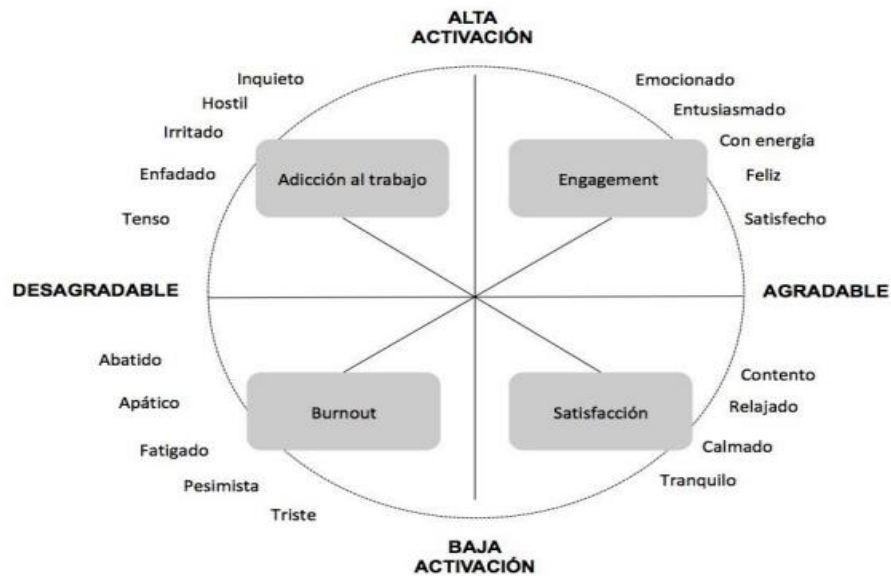 ALTA
ACTIVACIÓN
Inquieto
Emocionado
Hostil
Entusiasmado
Irritado
Con energía
Enfadado
Adicción al trabajo
Engagement
Feliz
Tenso
Satisfecho
DESAGRADABLE
AGRADABLE
Abatido
Contento
Apático
Burnout
Satisfacción
Relajado
Fatigado
Calmado
Pesimista
Tranquilo
Triste
BAJA
ACTIVACIÓN